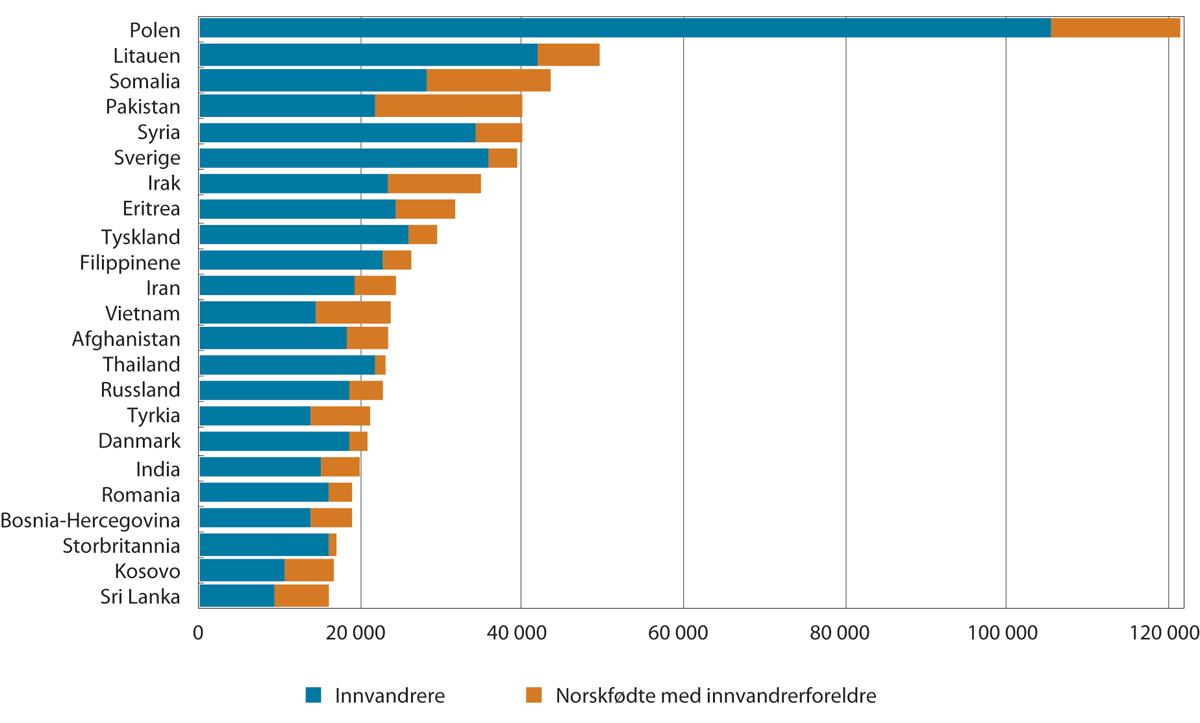 Polen
Litauen
Somalia
Pakistan
Syria
Sverige
Irak
Eritrea
Tyskland
Filippinene
Iran
Vietnam
Afghanistan
Thailand
Russland
Tyrkia
Danmark
India
Romania
Bosnia-Hercegovina
Storbritannia
Kosovo
Sri Lanka
0 20 000 40 000 60 000 80 000 100 000 120 000
Innvandrere Norskfødte med innvandrerforeldre